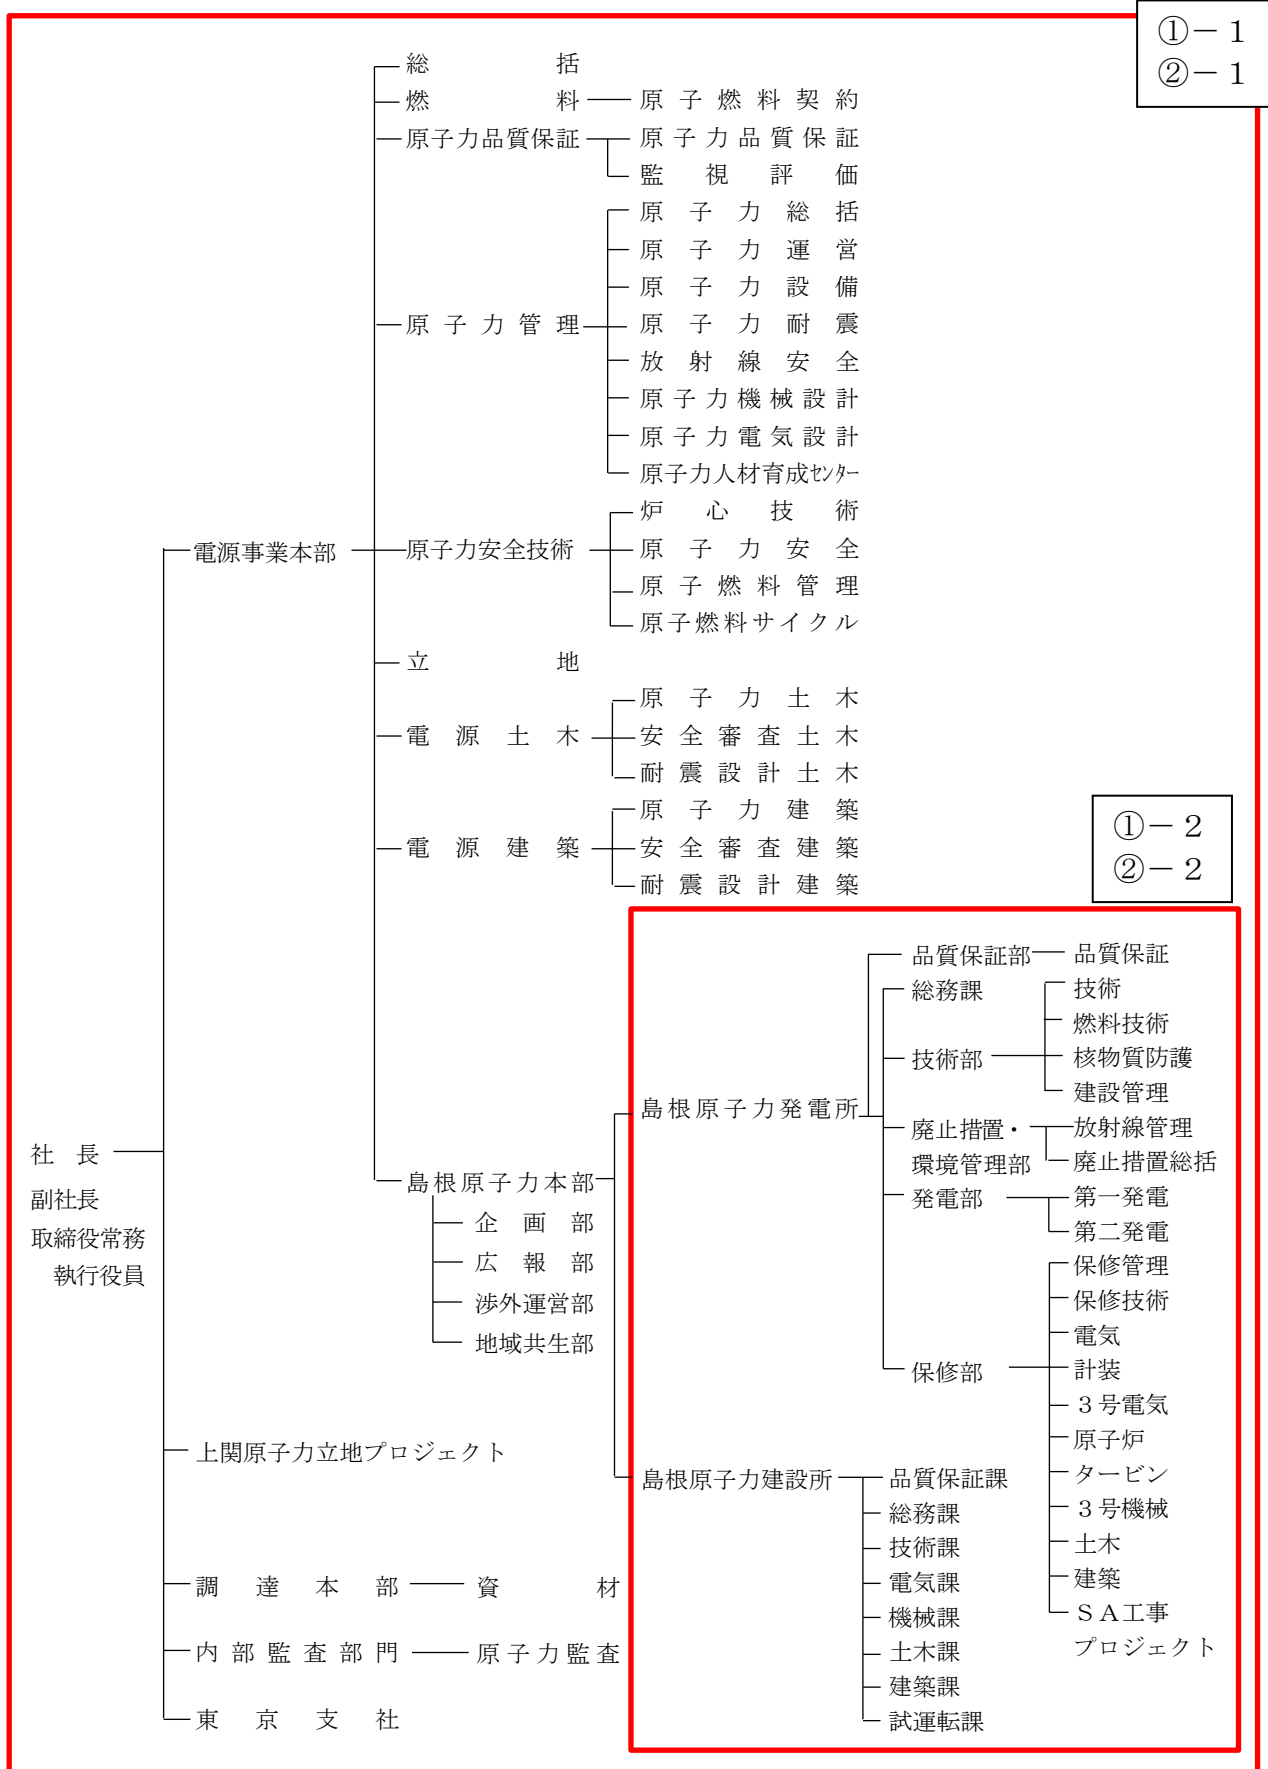 ①－１
②－１
総括
燃料
原子燃料契約
原子力品質保証
原子力品質保証
監視評価
原子力総括
原子力運営
原子力設備
原子力管理
原子力耐震
放射線安全
原子力機械設計
原子力電気設計
原子力人材育成ｾﾝﾀｰ
炉心技術
電源事業本部
原子力安全技術
原子力安全
原子燃料管理
原子燃料サイクル
立地
原子力土木
電源土木
安全審査土木
耐震設計土木
原子力建築
電源建築
安全審査建築
耐震設計建築
①－２
②－２
品質保証部
品質保証
総務課
技術
燃料技術
技術部
核物質防護
建設管理
島根原子力発電所
廃止措置・
環境管理部
放射線管理
廃止措置総括
発電部
第一発電
第二発電
保修管理
保修技術
電気
保修部
計装
３号電気
原子炉
タービン
３号機械
土木
建築
ＳＡ工事
プロジェクト
社長
副社長
取締役常務
執行役員
島根原子力本部
企画部
広報部
渉外運営部
地域共生部
上関原子力立地プロジェクト
島根原子力建設所
品質保証課
総務課
技術課
電気課
機械課
土木課
建築課
試運転課
調達本部
資材
内部監査部門
原子力監査
東京支社